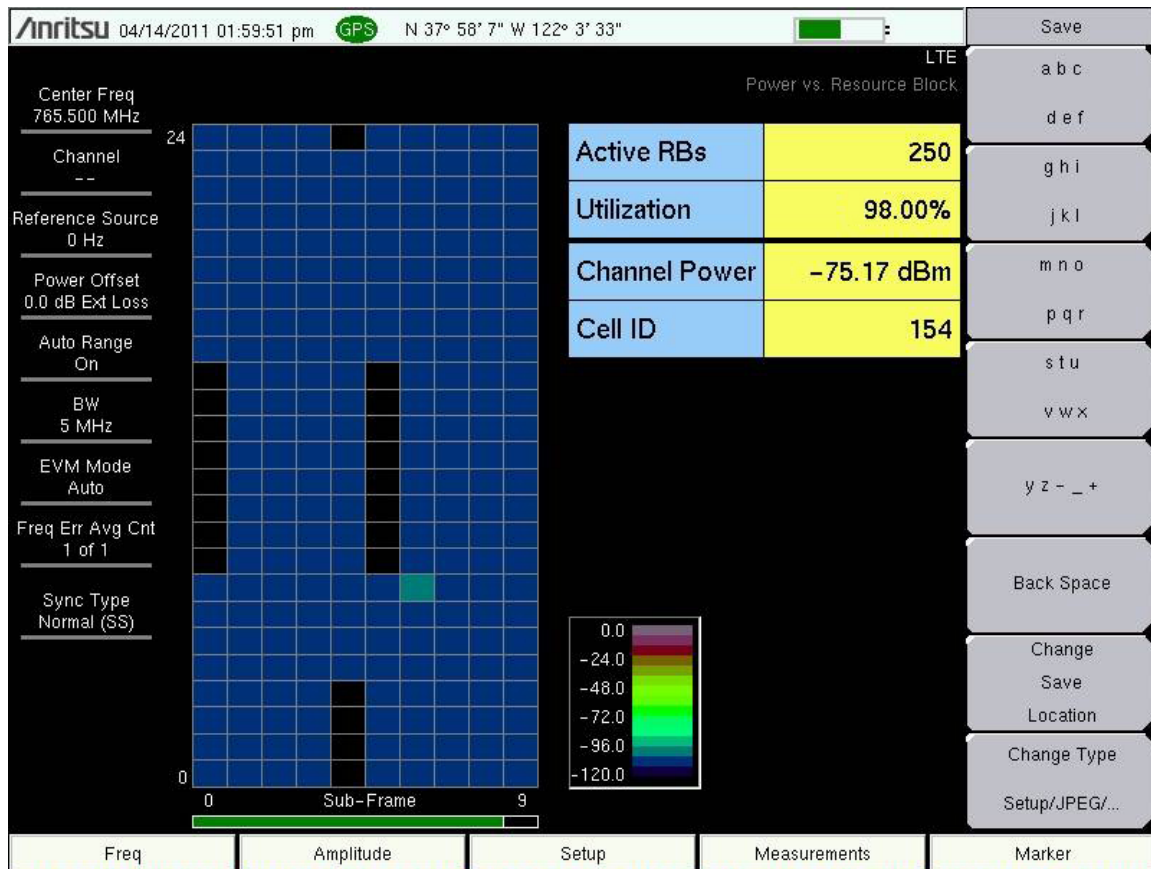 Anritsu 04/14/2011 01:59:51 pm GPS N 37° 58' 7" W 122° 3' 33"
Save
LTE
Power vs. Resource Block
Center Freq
765.500 MHz
Channel
--
Reference Source
0 Hz
Power Offset
0.0 dB Ext Loss
Auto Range
On
BW
5 MHz
EVM Mode
Auto
Freq Err Avg Cnt
1 of 1
Sync Type
Normal (SS)
24
0
0 Sub-Frame 9
Active RBs 250
Utilization 98.00%
Channel Power -75.17 dBm
Cell ID 154
0.0
-24.0
-48.0
-72.0
-96.0
-120.0
a b c
d e f
g h i
j k l
m n o
p q r
s t u
v w x
y z - _ +
Back Space
Change
Save
Location
Change Type
Setup/JPEG/...
Freq Amplitude Setup Measurements Marker